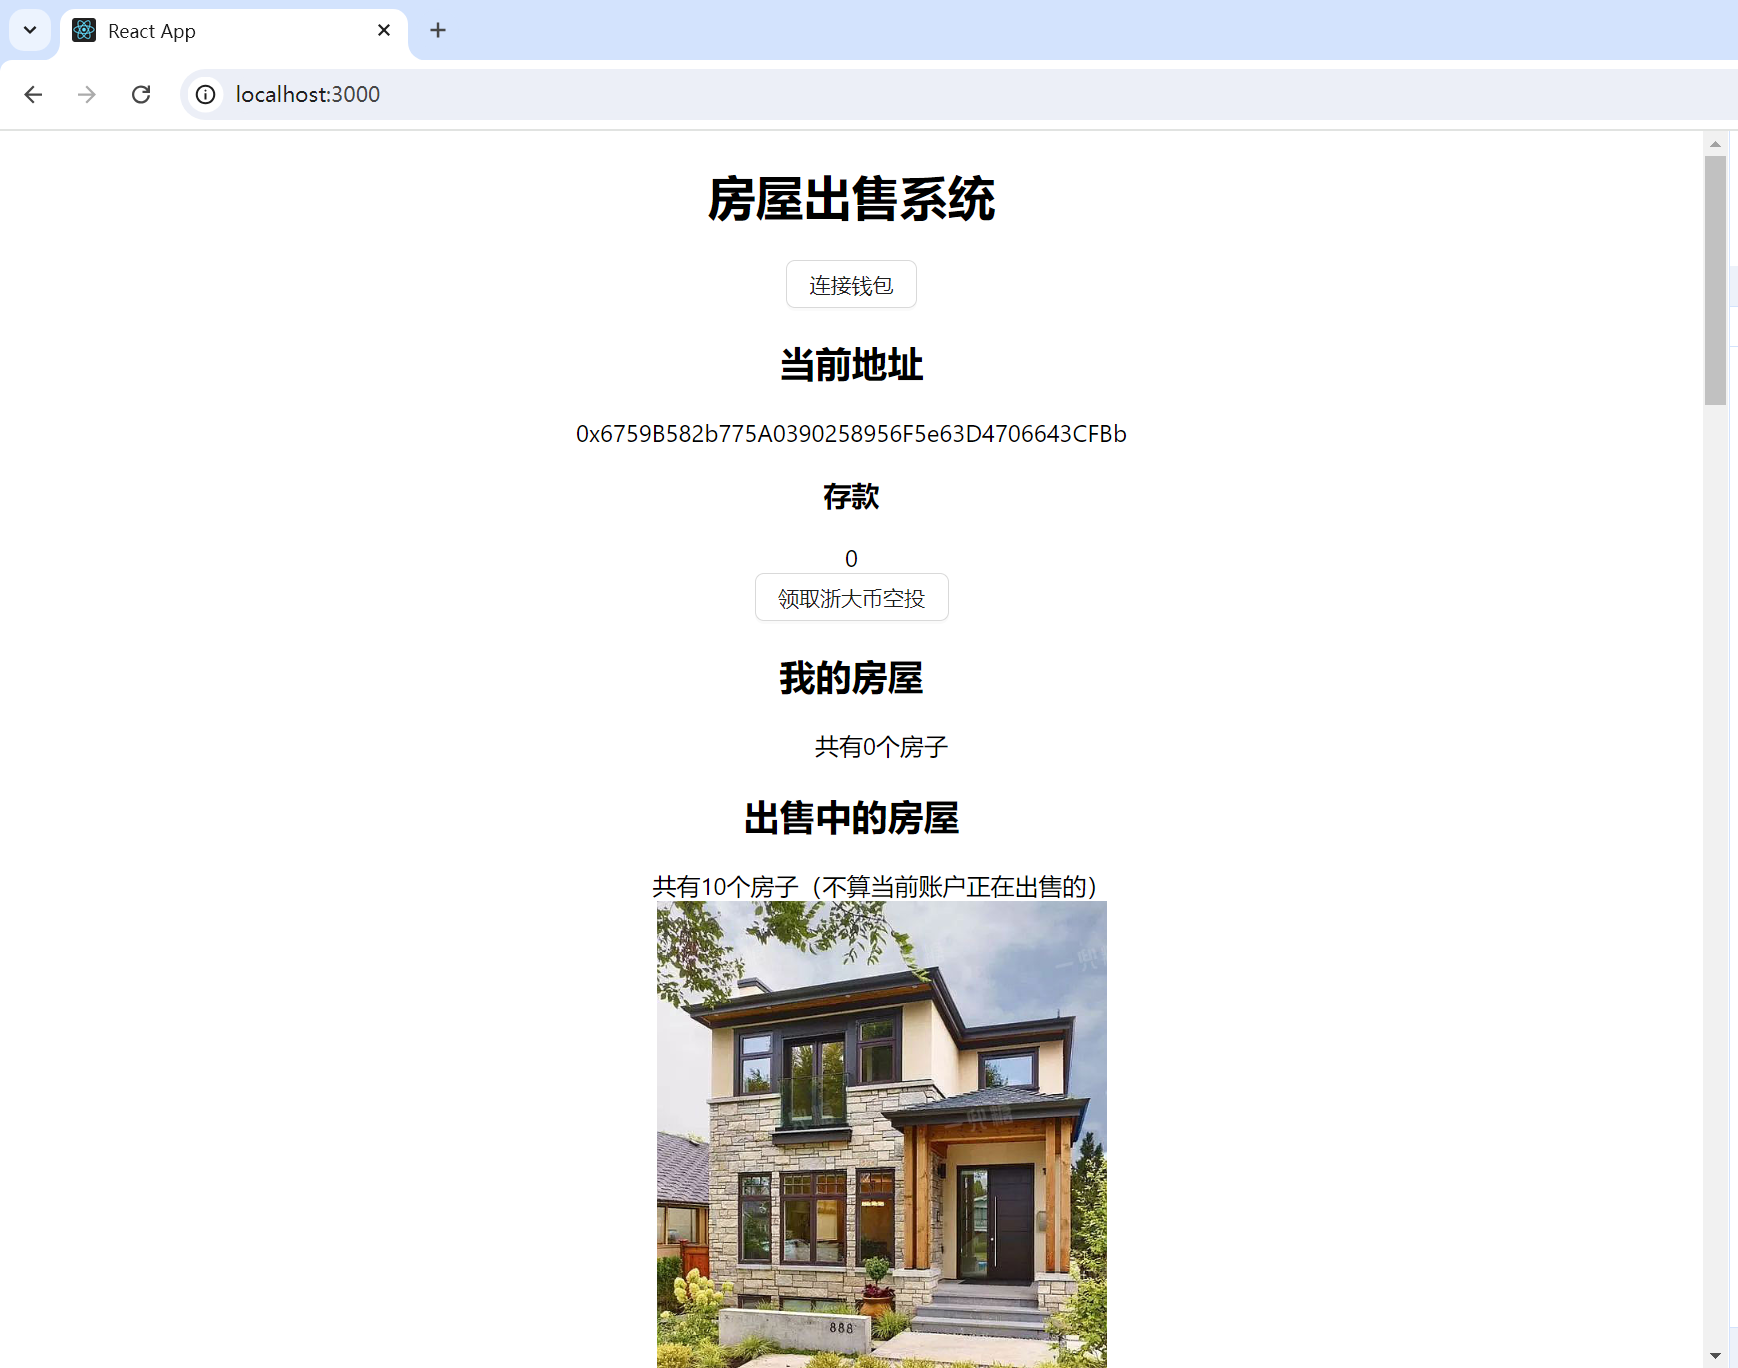 React App
localhost:3000
房屋出售系统
连接钱包
当前地址
0x6759B582b775A0390258956F5e63D4706643CFBb
存款
0
领取浙大币空投
我的房屋
共有0个房子
出售中的房屋
共有10个房子（不算当前账户正在出售的）
888